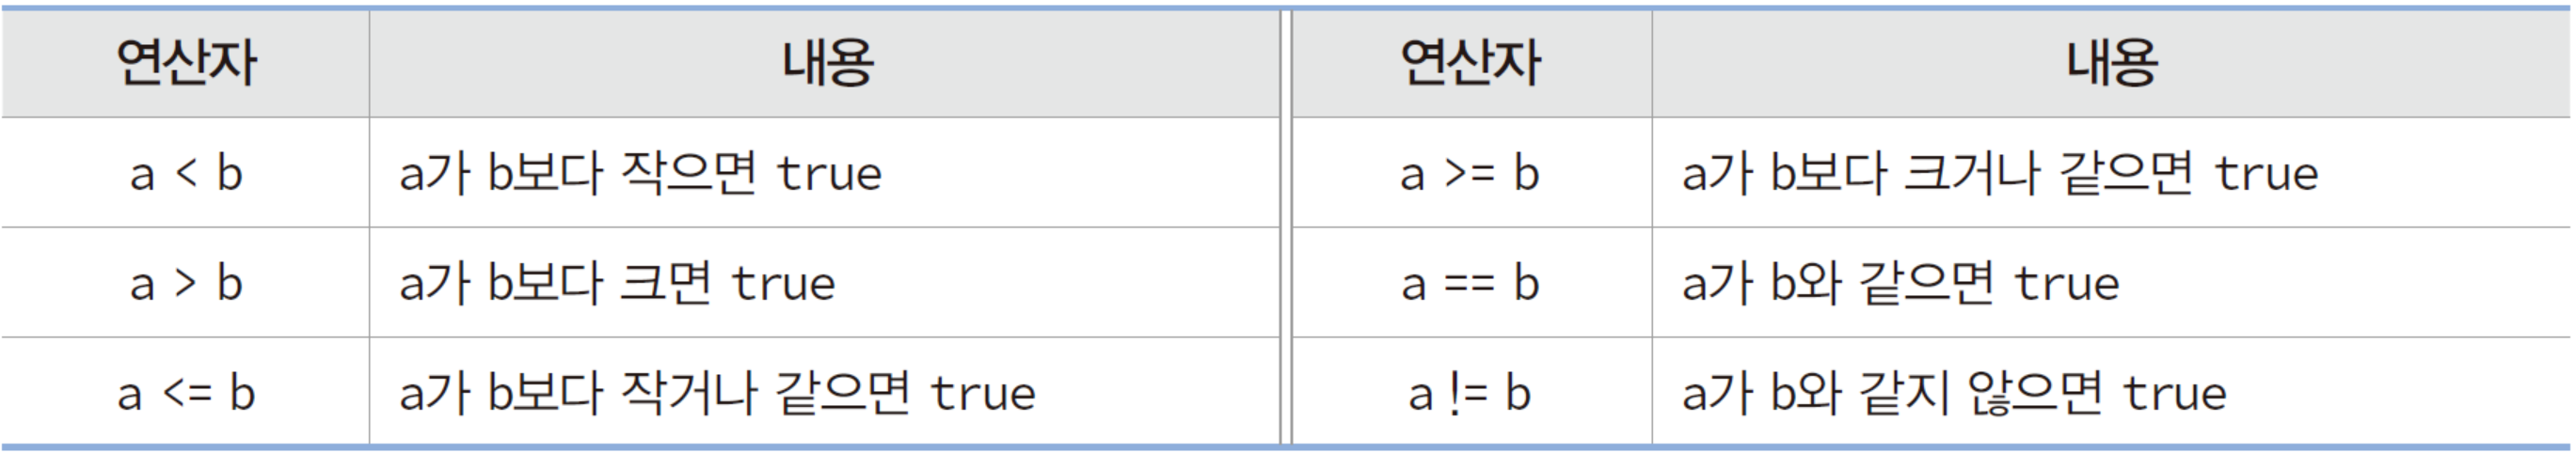 연산자 내용 연산자 내용
a < b a가 b보다 작으면 true a >= b a가 b보다 크거나 같으면 true
a > b a가 b보다 크면 true a == b a가 b와 같으면 true
a <= b a가 b보다 작거나 같으면 true a != b a가 b와 같지 않으면 true